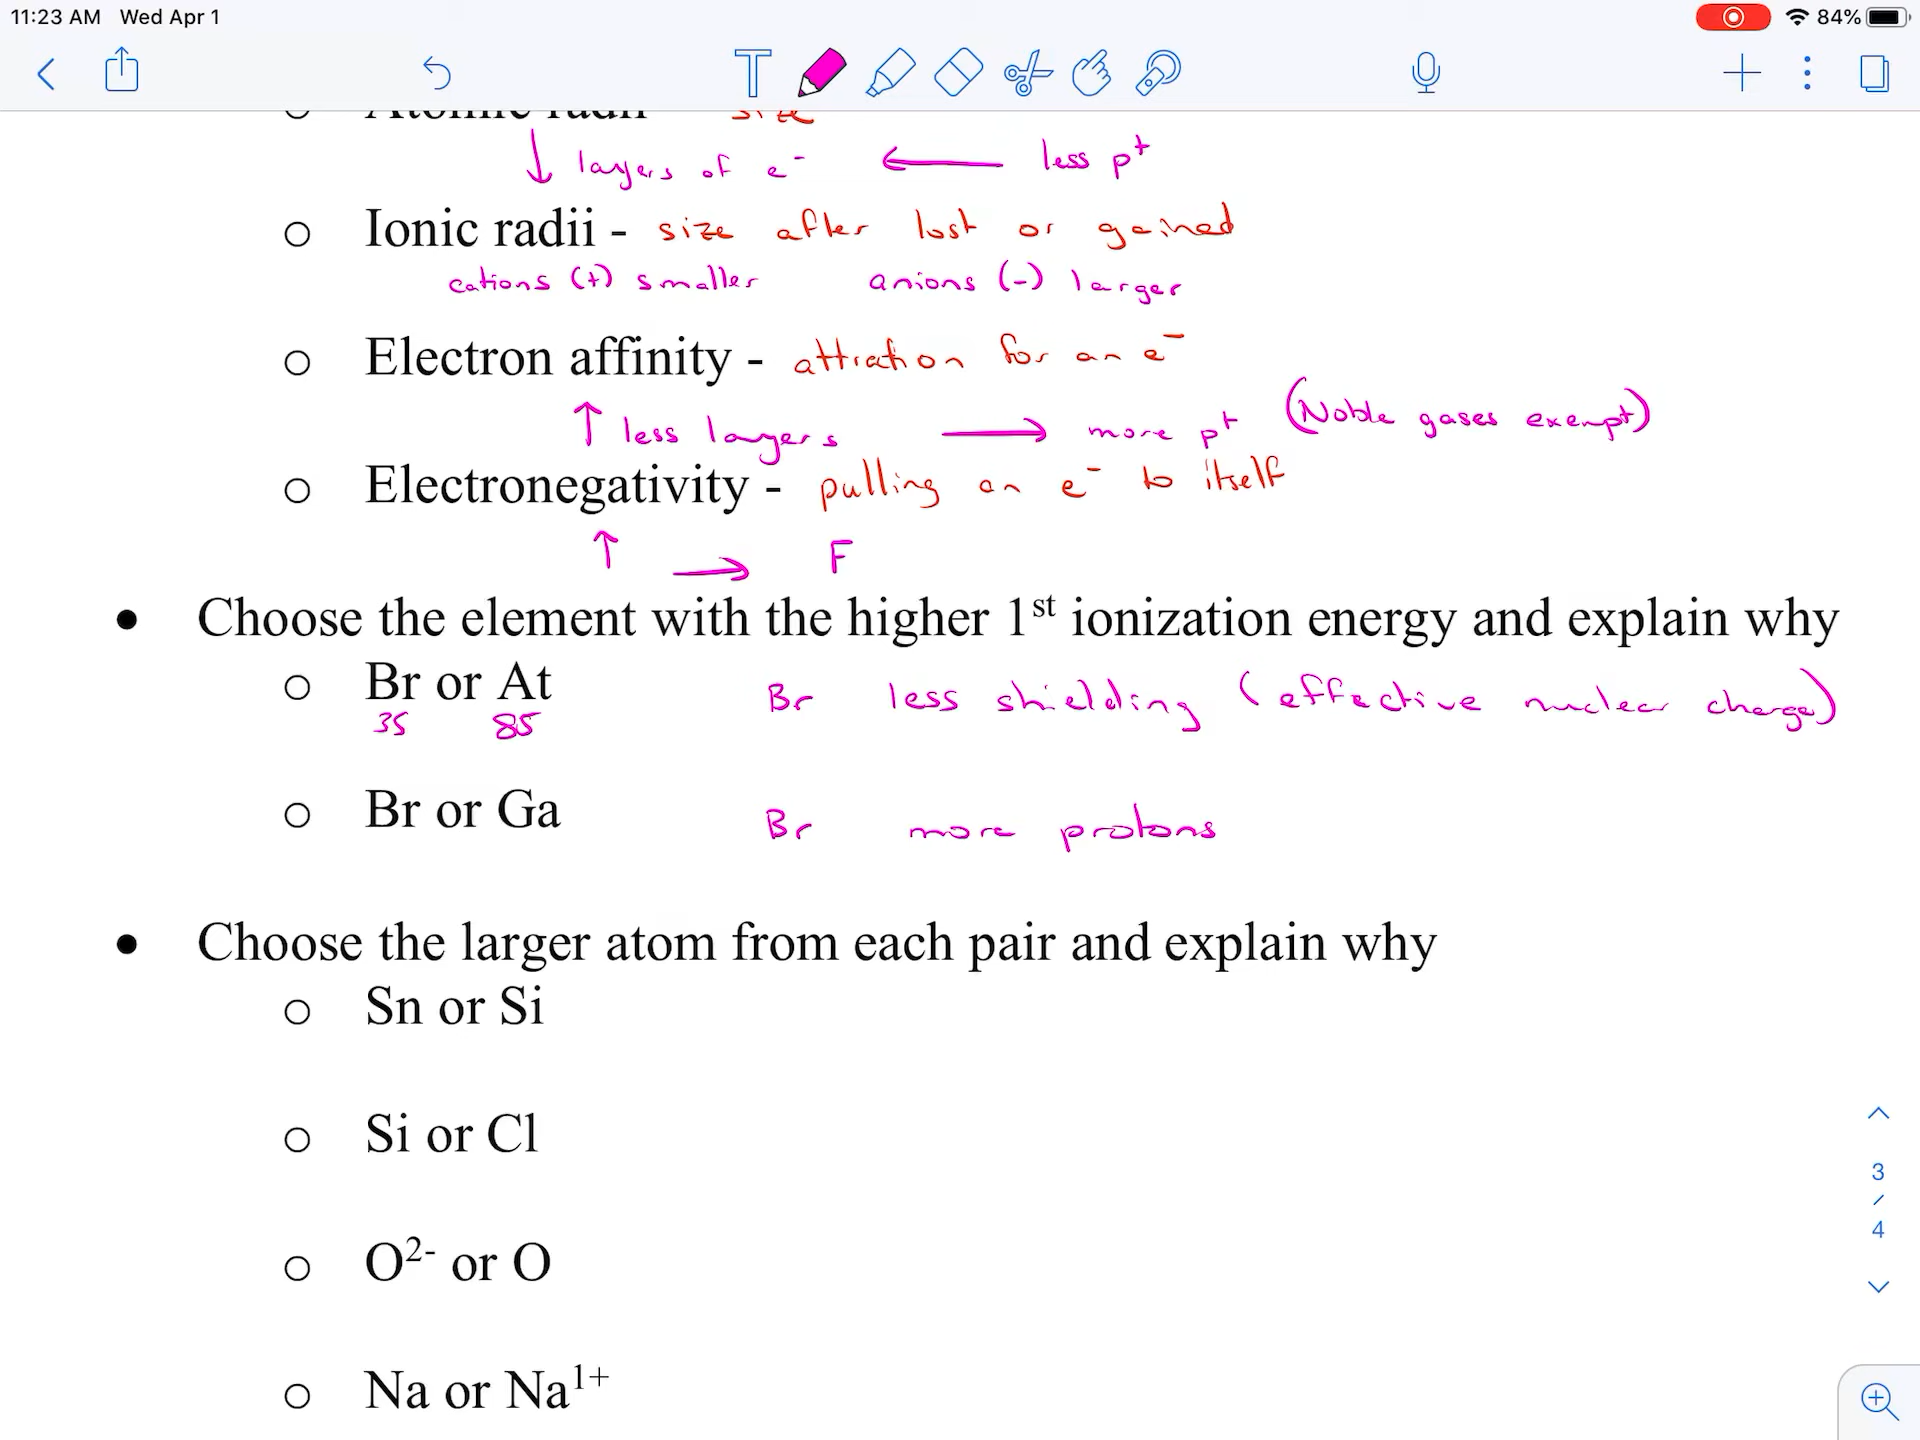 11:23 AM Wed Apr 1 84%
T
Atomic radii size
↓ layers of e⁻ ← less p⁺
○ Ionic radii - size after lost or gained
cations (+) smaller anions (-) larger
○ Electron affinity - attration for an e⁻
↑ less layers → more p⁺ (Noble gases exempt)
○ Electronegativity - pulling an e⁻ to itself
↑ → F
• Choose the element with the higher 1ˢᵗ ionization energy and explain why
○ Br or At Br less shielding (effective nuclear charge)
35 85
○ Br or Ga Br more protons
• Choose the larger atom from each pair and explain why
○ Sn or Si
○ Si or Cl
○ O²⁻ or O
○ Na or Na¹⁺
3
/
4